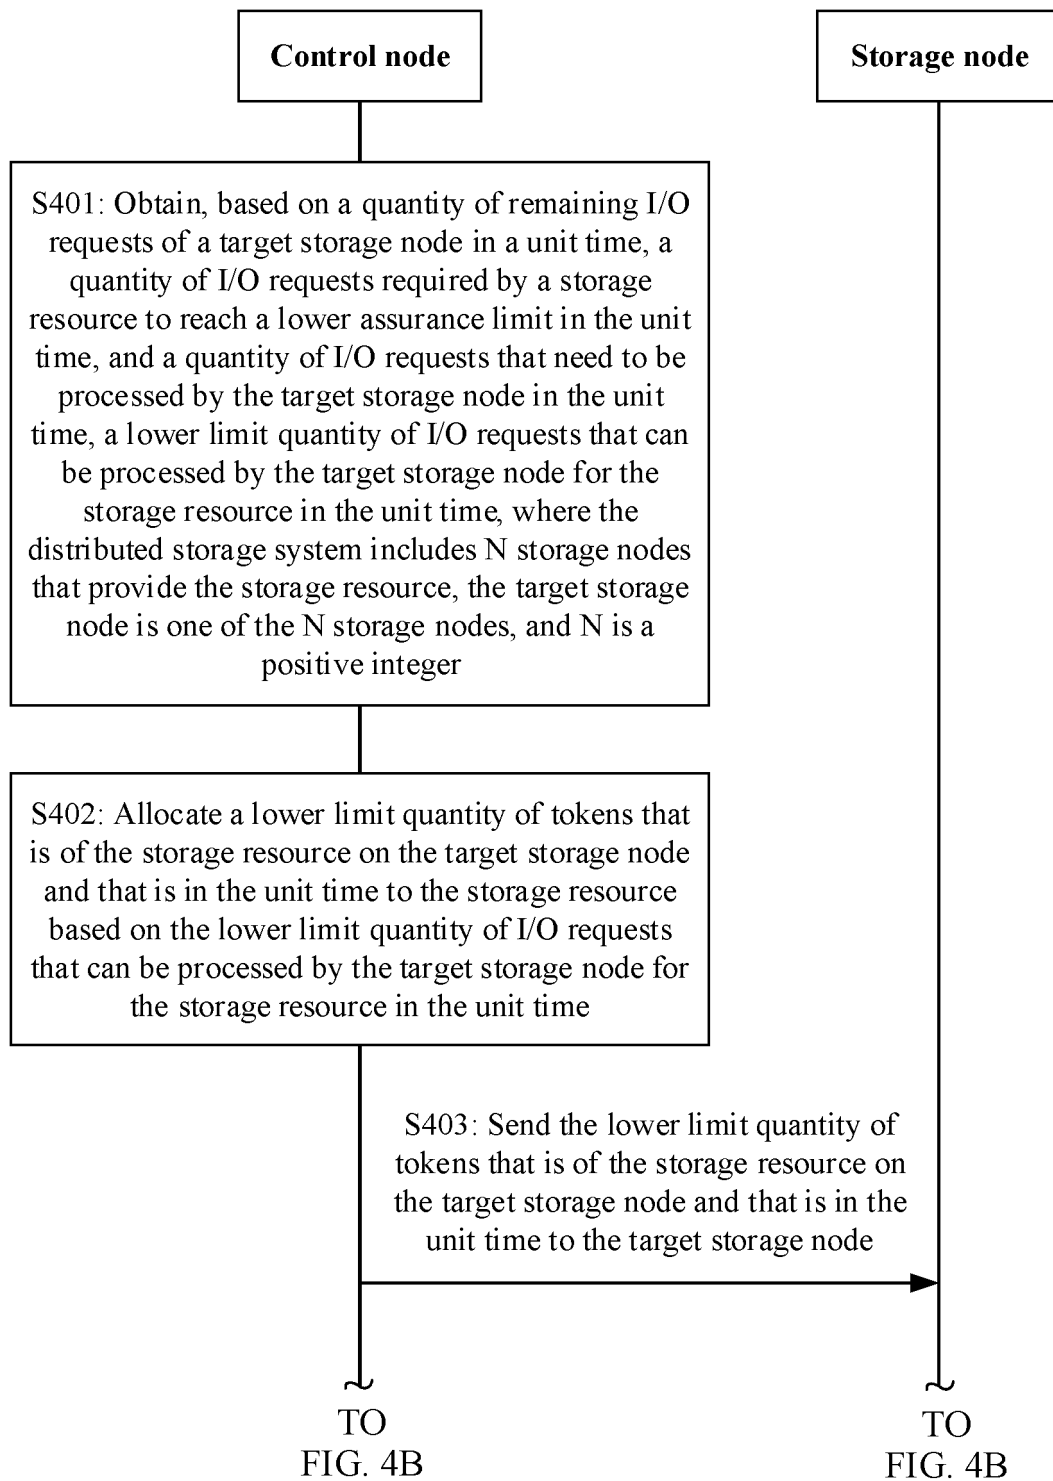 Control node
Storage node
S401: Obtain, based on a quantity of remaining I/O
requests of a target storage node in a unit time, a
quantity of I/O requests required by a storage
resource to reach a lower assurance limit in the unit
time, and a quantity of I/O requests that need to be
processed by the target storage node in the unit
time, a lower limit quantity of I/O requests that can
be processed by the target storage node for the
storage resource in the unit time, where the
distributed storage system includes N storage nodes
that provide the storage resource, the target storage
node is one of the N storage nodes, and N is a
positive integer
S402: Allocate a lower limit quantity of tokens that
is of the storage resource on the target storage node
and that is in the unit time to the storage resource
based on the lower limit quantity of I/O requests
that can be processed by the target storage node for
the storage resource in the unit time
S403: Send the lower limit quantity of
tokens that is of the storage resource on
the target storage node and that is in the
unit time to the target storage node
TO
FIG. 4B
TO
FIG. 4B